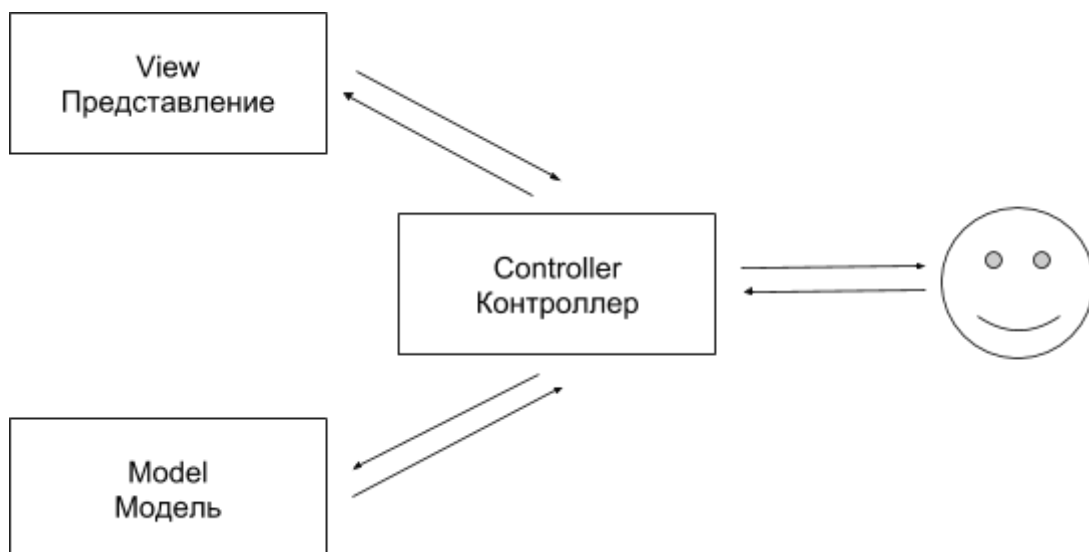 View
Представление
Controller
Контроллер
Model
Модель